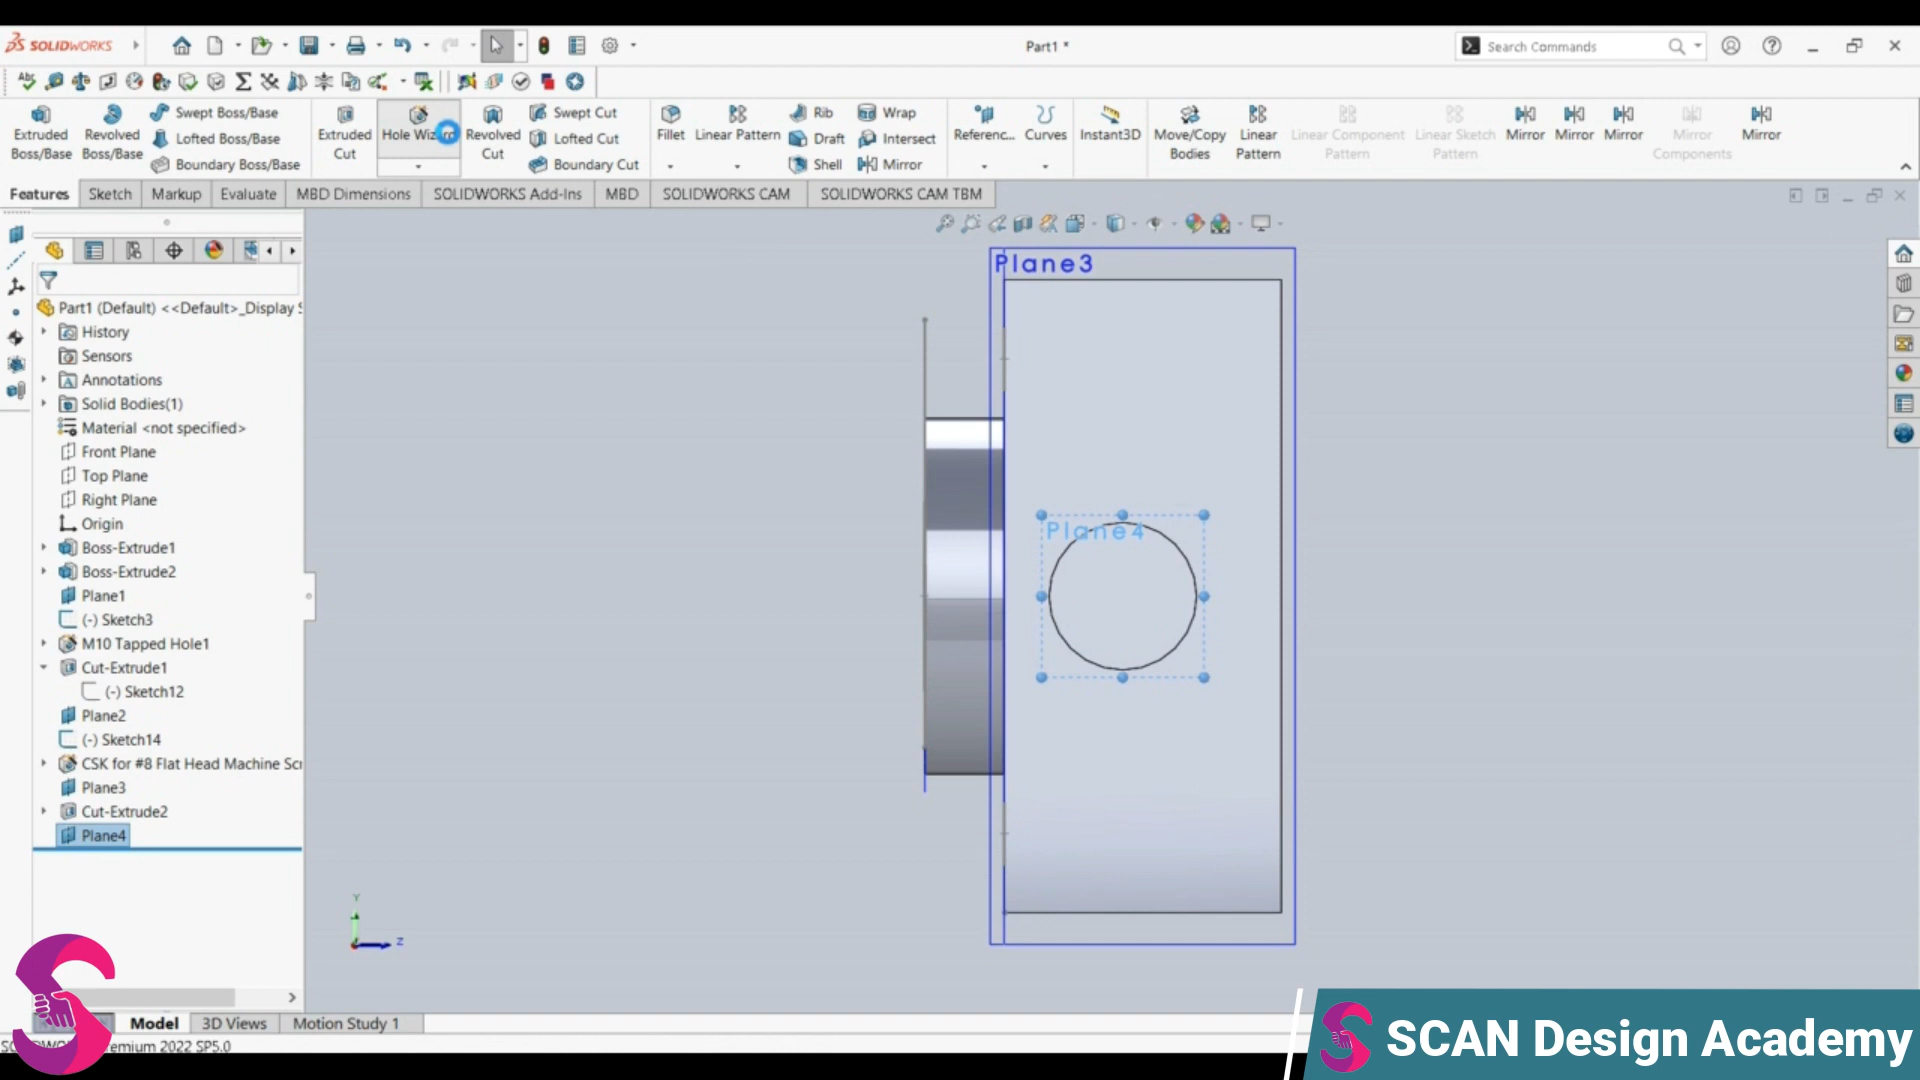 SOLIDWORKS
Part1 *
Search Commands
Extruded Boss/Base
Revolved Boss/Base
Swept Boss/Base
Lofted Boss/Base
Boundary Boss/Base
Extruded Cut
Hole Wizard
Revolved Cut
Swept Cut
Lofted Cut
Boundary Cut
Fillet
Linear Pattern
Rib
Draft
Shell
Wrap
Intersect
Mirror
Referenc...
Curves
Instant3D
Move/Copy Bodies
Linear Pattern
Linear Component Pattern
Linear Sketch Pattern
Mirror
Mirror
Mirror
Mirror Components
Mirror
Features
Sketch
Markup
Evaluate
MBD Dimensions
SOLIDWORKS Add-Ins
MBD
SOLIDWORKS CAM
SOLIDWORKS CAM TBM
Part1 (Default) <<Default>_Display S
History
Sensors
Annotations
Solid Bodies(1)
Material <not specified>
Front Plane
Top Plane
Right Plane
Origin
Boss-Extrude1
Boss-Extrude2
Plane1
(-) Sketch3
M10 Tapped Hole1
Cut-Extrude1
(-) Sketch12
Plane2
(-) Sketch14
CSK for #8 Flat Head Machine Scr
Plane3
Cut-Extrude2
Plane4
Plane3
Plane4
Y
Z
Model
3D Views
Motion Study 1
emium 2022 SP5.0
SCAN Design Academy